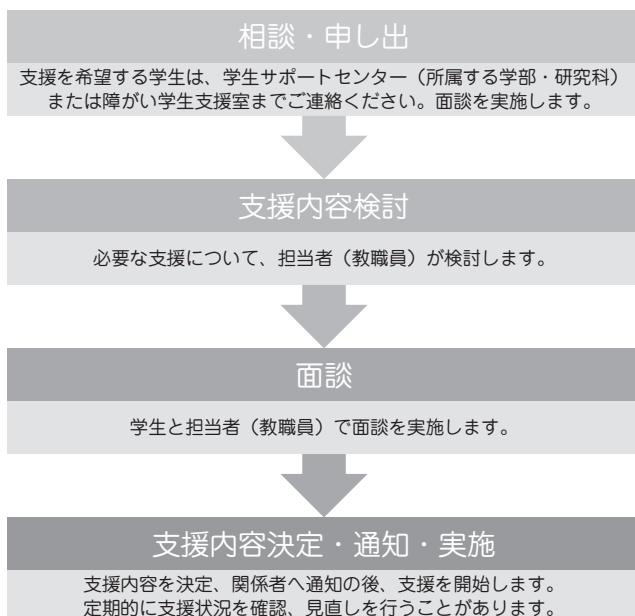 相談・申し出
支援を希望する学生は、学生サポートセンター（所属する学部・研究科）
または障がい学生支援室までご連絡ください。面談を実施します。
支援内容検討
必要な支援について、担当者（教職員）が検討します。
面談
学生と担当者（教職員）で面談を実施します。
支援内容決定・通知・実施
支援内容を決定、関係者へ通知の後、支援を開始します。
定期的に支援状況を確認、見直しを行うことがあります。